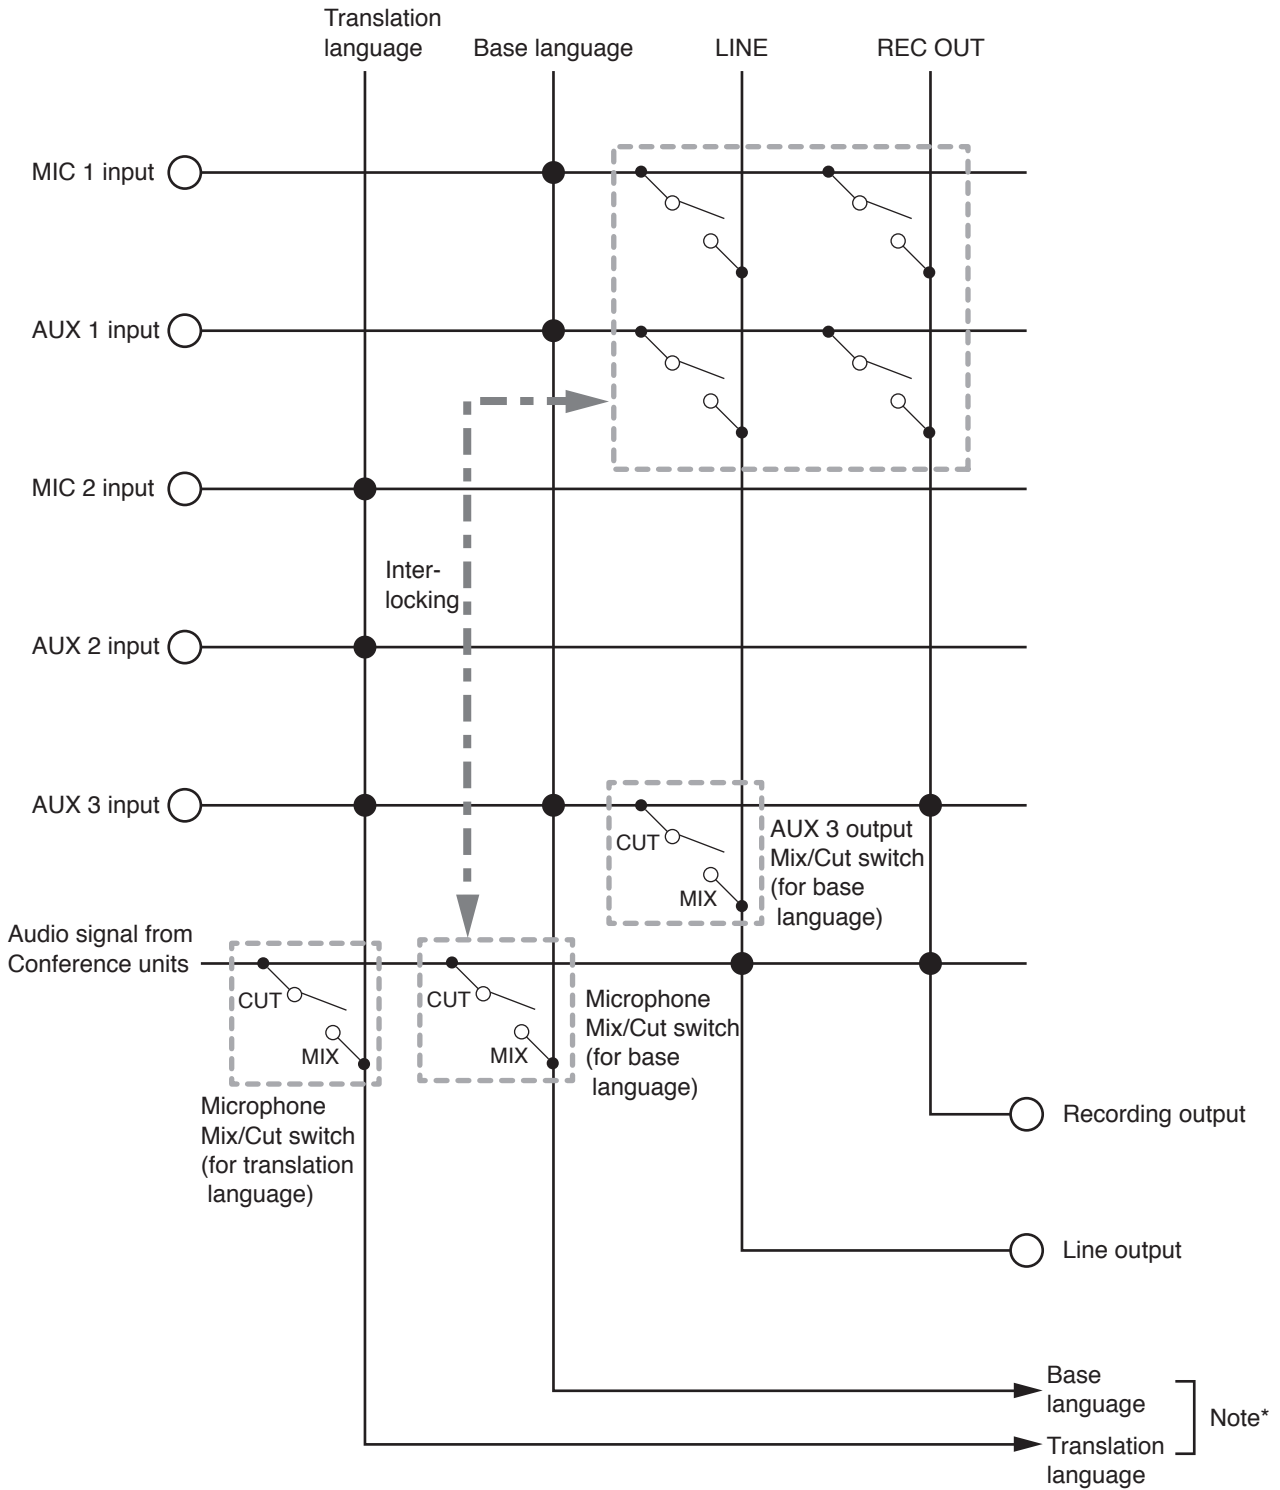 Translation
language
Base language
LINE
REC OUT
MIC 1 input
AUX 1 input
MIC 2 input
Inter-
locking
AUX 2 input
AUX 3 input
CUT
MIX
AUX 3 output
Mix/Cut switch
(for base
language)
Audio signal from
Conference units
CUT
MIX
CUT
MIX
Microphone
Mix/Cut switch
(for base
language)
Microphone
Mix/Cut switch
(for translation
language)
Recording output
Line output
Base
language
Note*
Translation
language